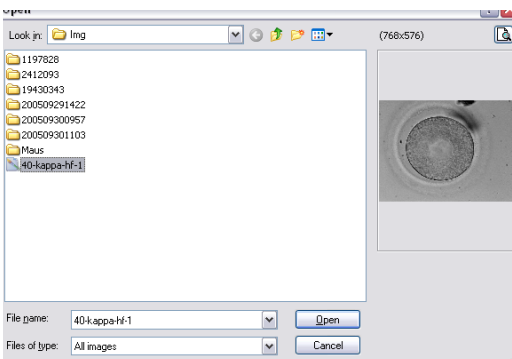 Open
Look in: Img (768x576)
1197828
2412093
19430343
200509291422
200509300957
200509301103
Maus
40-kappa-hf-1
File name: 40-kappa-hf-1 Open
Files of type: All images Cancel